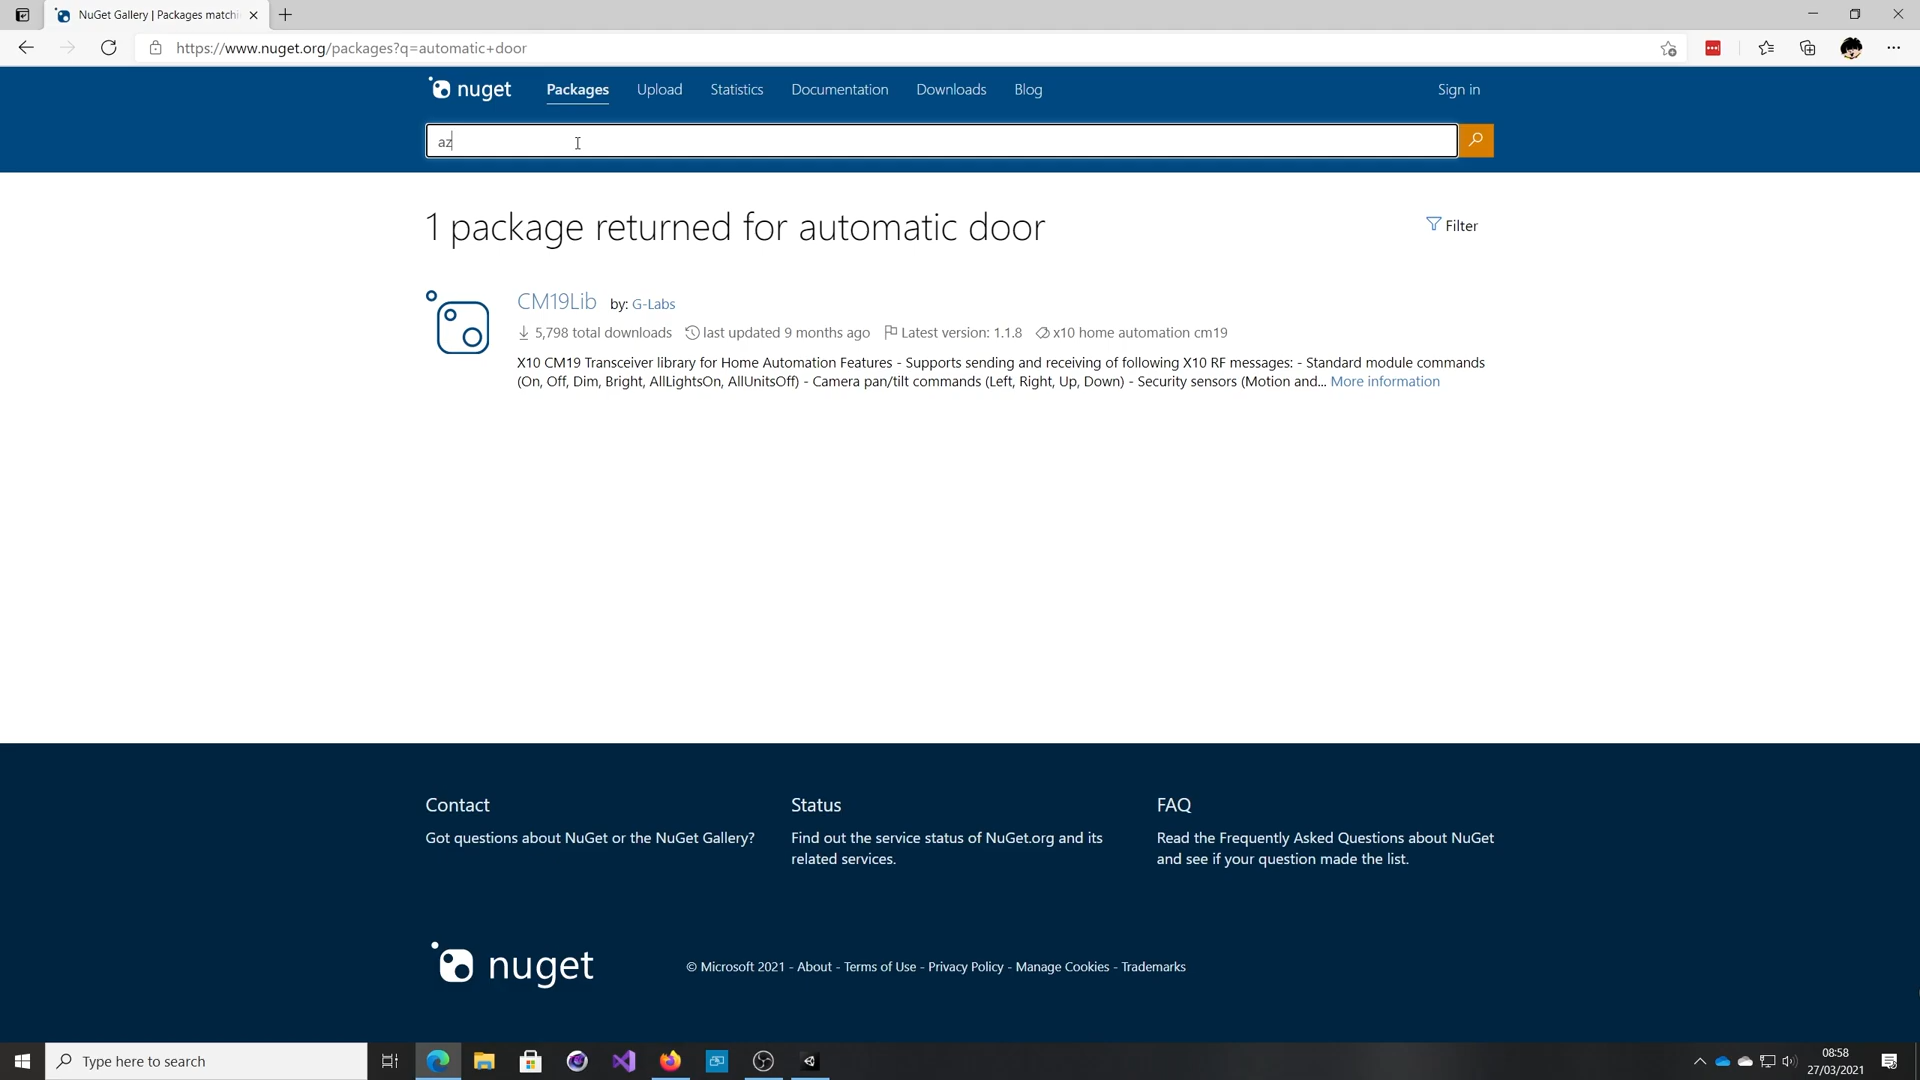 NuGet Gallery | Packages matchi
https://www.nuget.org/packages?q=automatic+door
nuget
Packages
Upload
Statistics
Documentation
Downloads
Blog
Sign in
az
1 package returned for automatic door
Filter
CM19Lib by: G-Labs
5,798 total downloads last updated 9 months ago Latest version: 1.1.8 x10 home automation cm19
X10 CM19 Transceiver library for Home Automation Features - Supports sending and receiving of following X10 RF messages: - Standard module commands
(On, Off, Dim, Bright, AllLightsOn, AllUnitsOff) - Camera pan/tilt commands (Left, Right, Up, Down) - Security sensors (Motion and... More information
Contact
Got questions about NuGet or the NuGet Gallery?
Status
Find out the service status of NuGet.org and its
related services.
FAQ
Read the Frequently Asked Questions about NuGet
and see if your question made the list.
nuget
© Microsoft 2021 - About - Terms of Use - Privacy Policy - Manage Cookies - Trademarks
Type here to search
08:58
27/03/2021